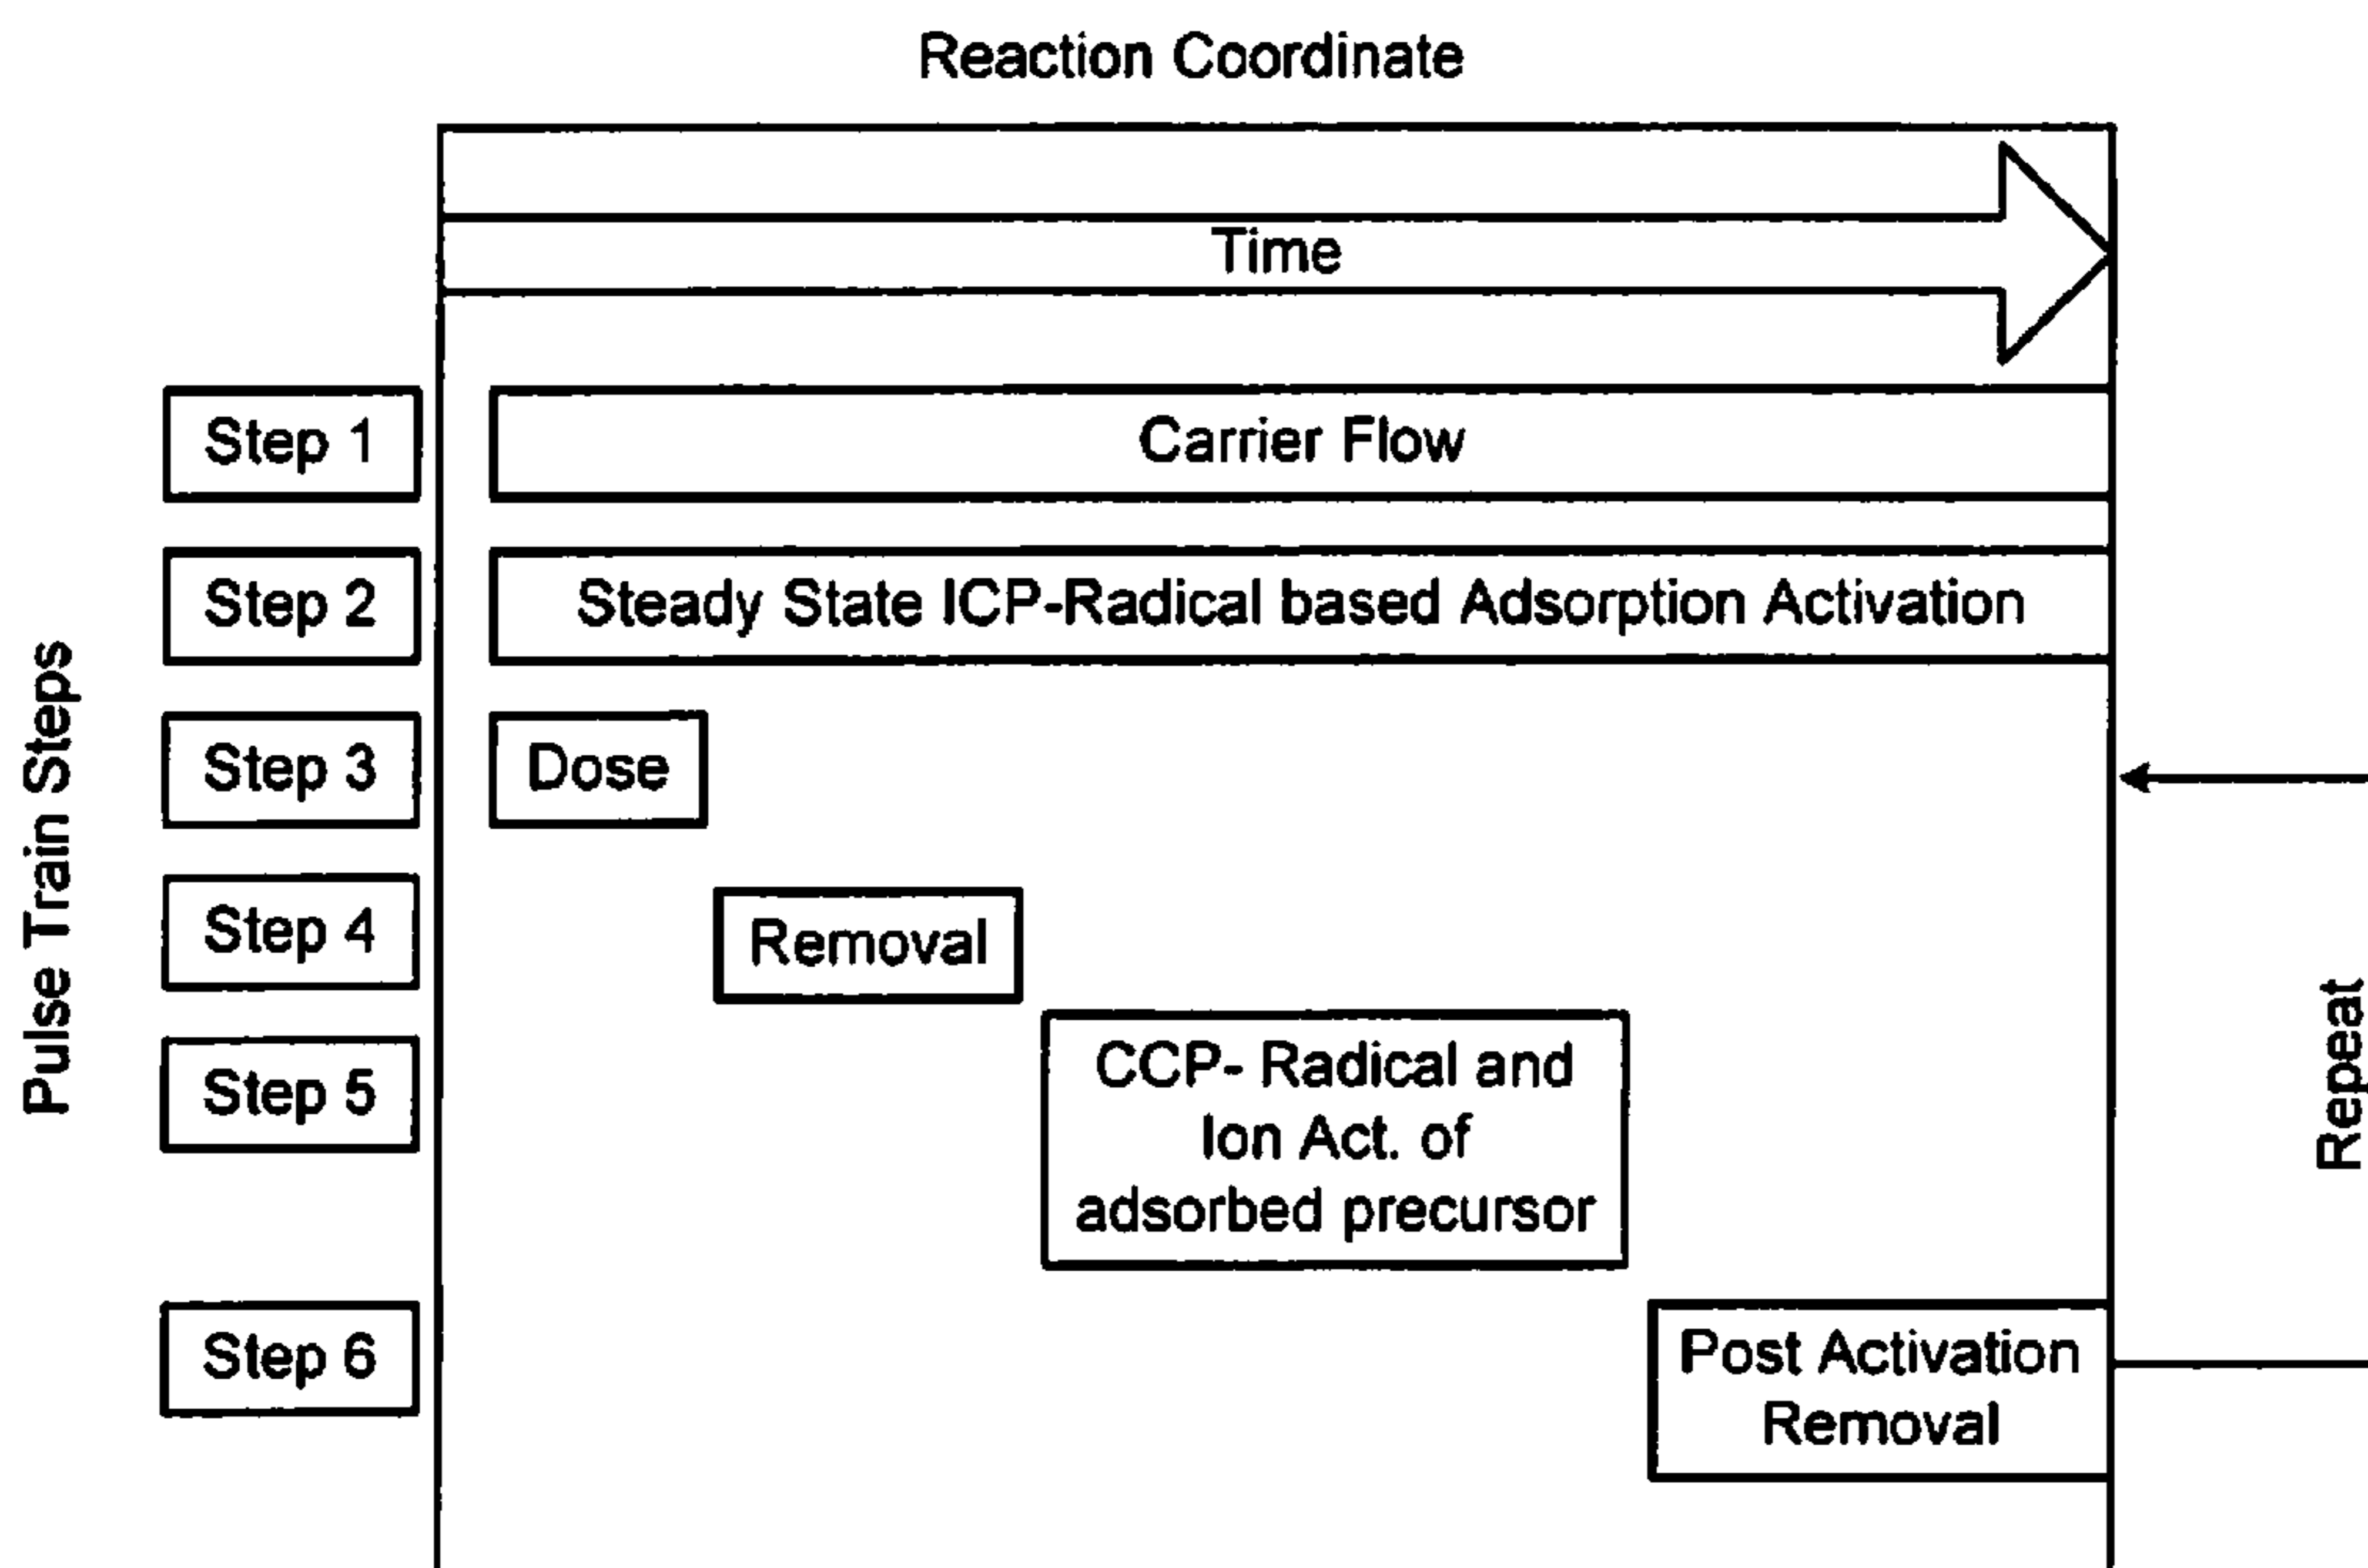 Reaction Coordinate
Time
Step 1
Carrier Flow
Step 2
Steady State ICP-Radical based Adsorption Activation
Step 3
Dose
Step 4
Removal
Step 5
CCP- Radical and
Ion Act. of
adsorbed precursor
Step 6
Post Activation
Removal
Pulse Train Steps
Repeat